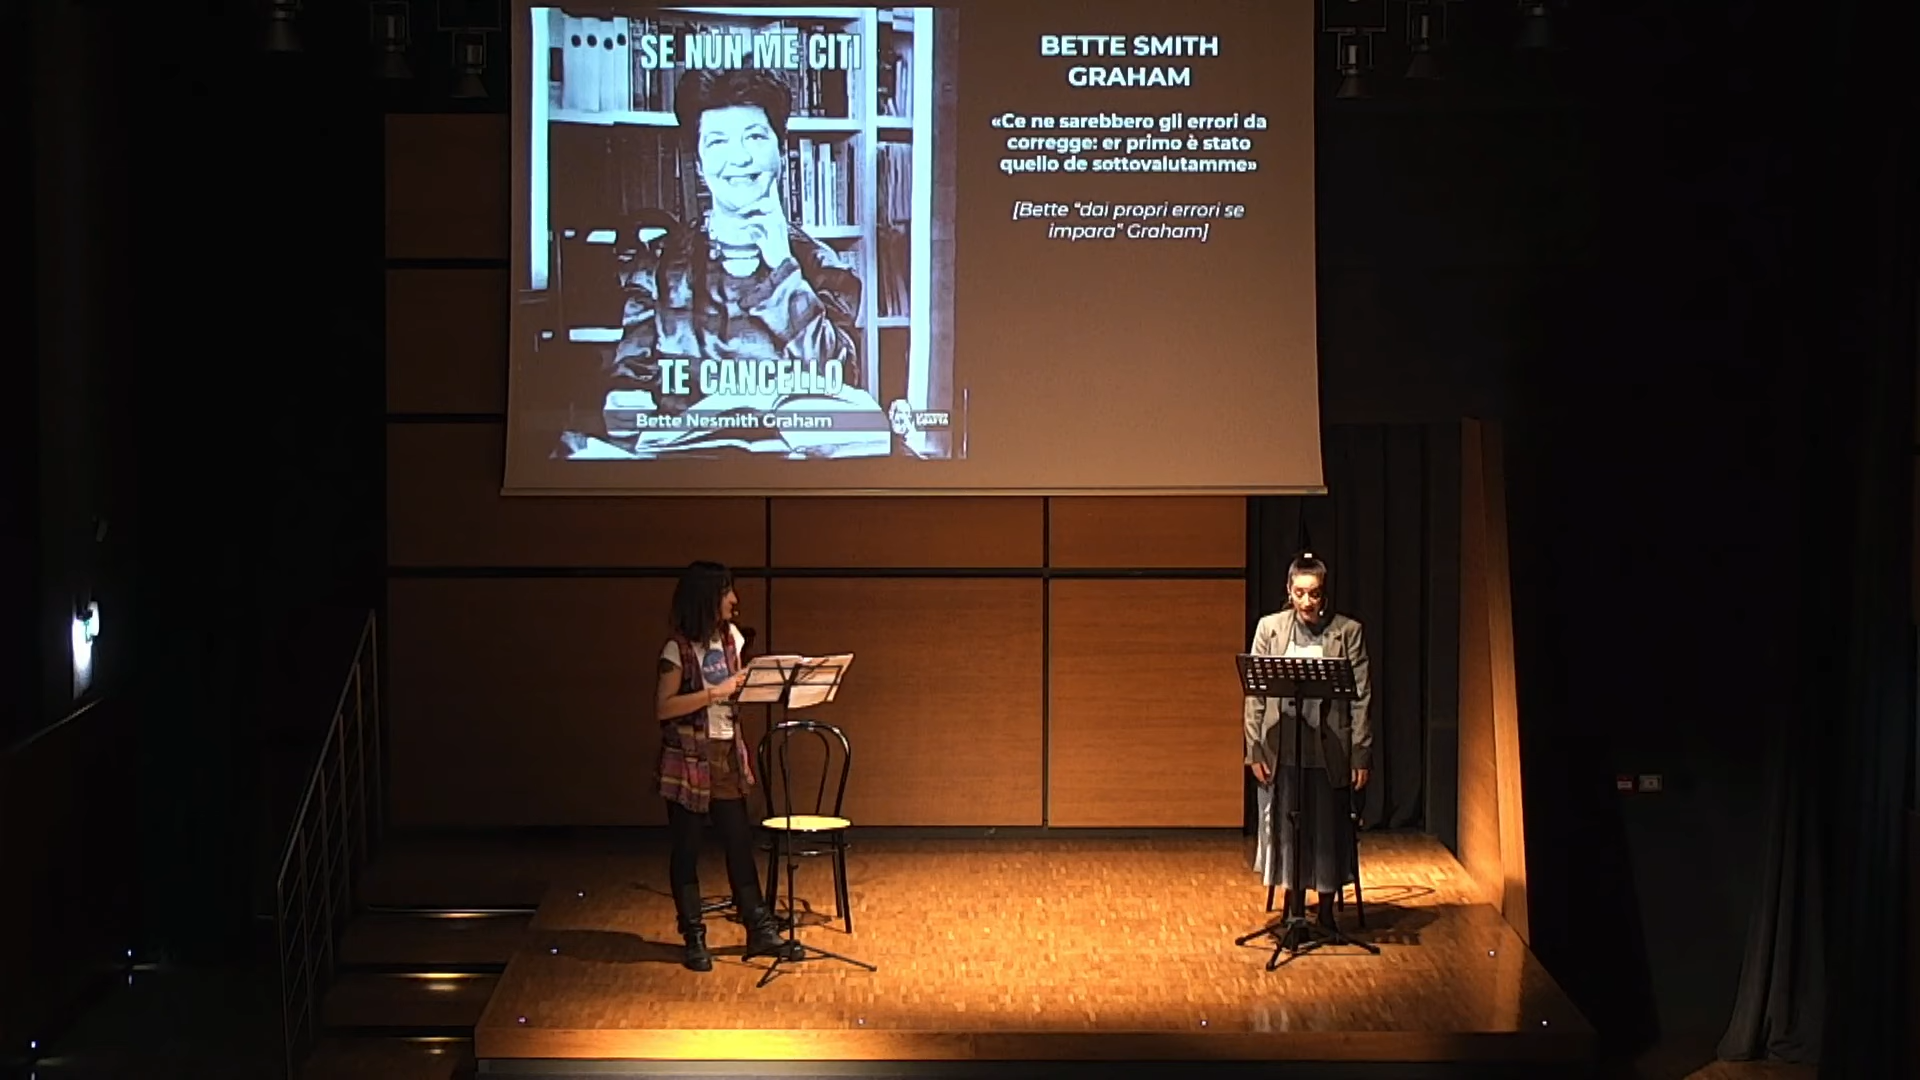 SE NUN ME CITI
TE CANCELLO
Bette Nesmith Graham
BETTE SMITH
GRAHAM
«Ce ne sarebbero gli errori da
corregge: er primo è stato
quello de sottovalutamme»
[Bette "dai propri errori se
impara" Graham]
NASA